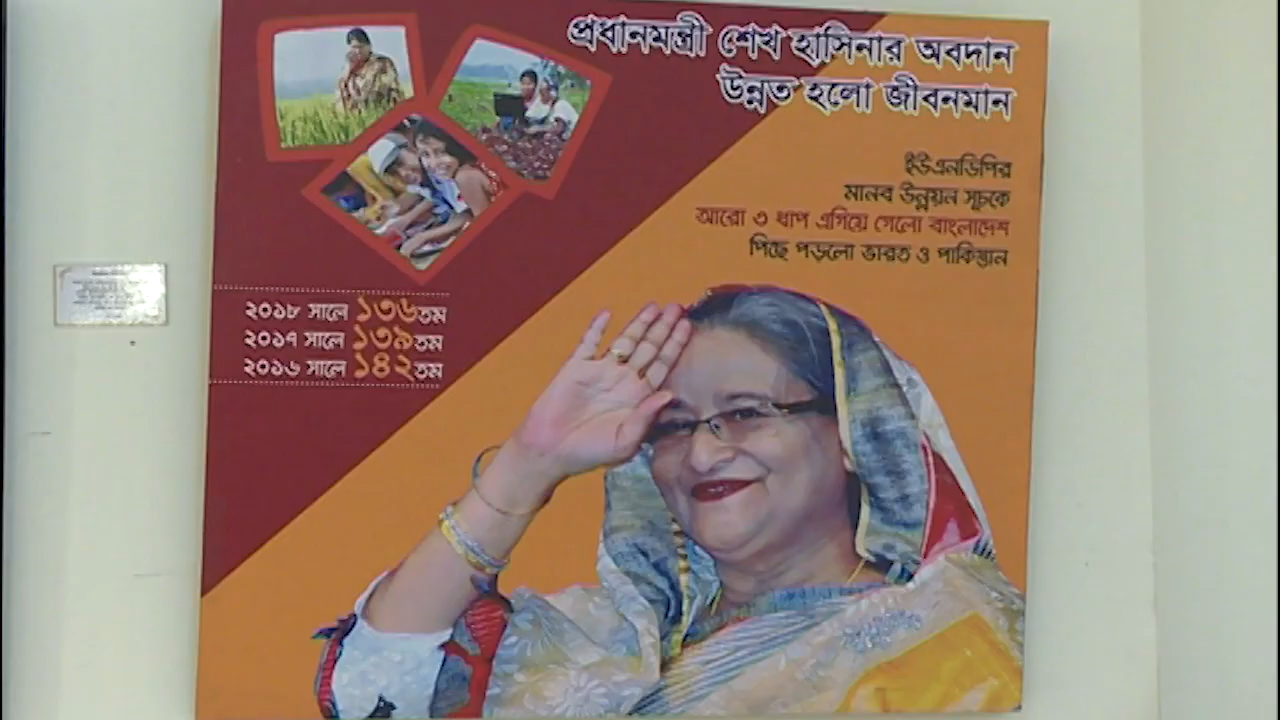 প্রধানমন্ত্রী শেখ হাসিনার অবদান
উন্নত হলো জীবনমান
ইউএনডিপির
মানব উন্নয়ন সূচকে
আরো ৩ ধাপ এগিয়ে গেলো বাংলাদেশ
পিছে পড়লো ভারত ও পাকিস্তান
২০১৮ সালে ১৩৬তম
২০১৭ সালে ১৩৯তম
২০১৬ সালে ১৪২তম